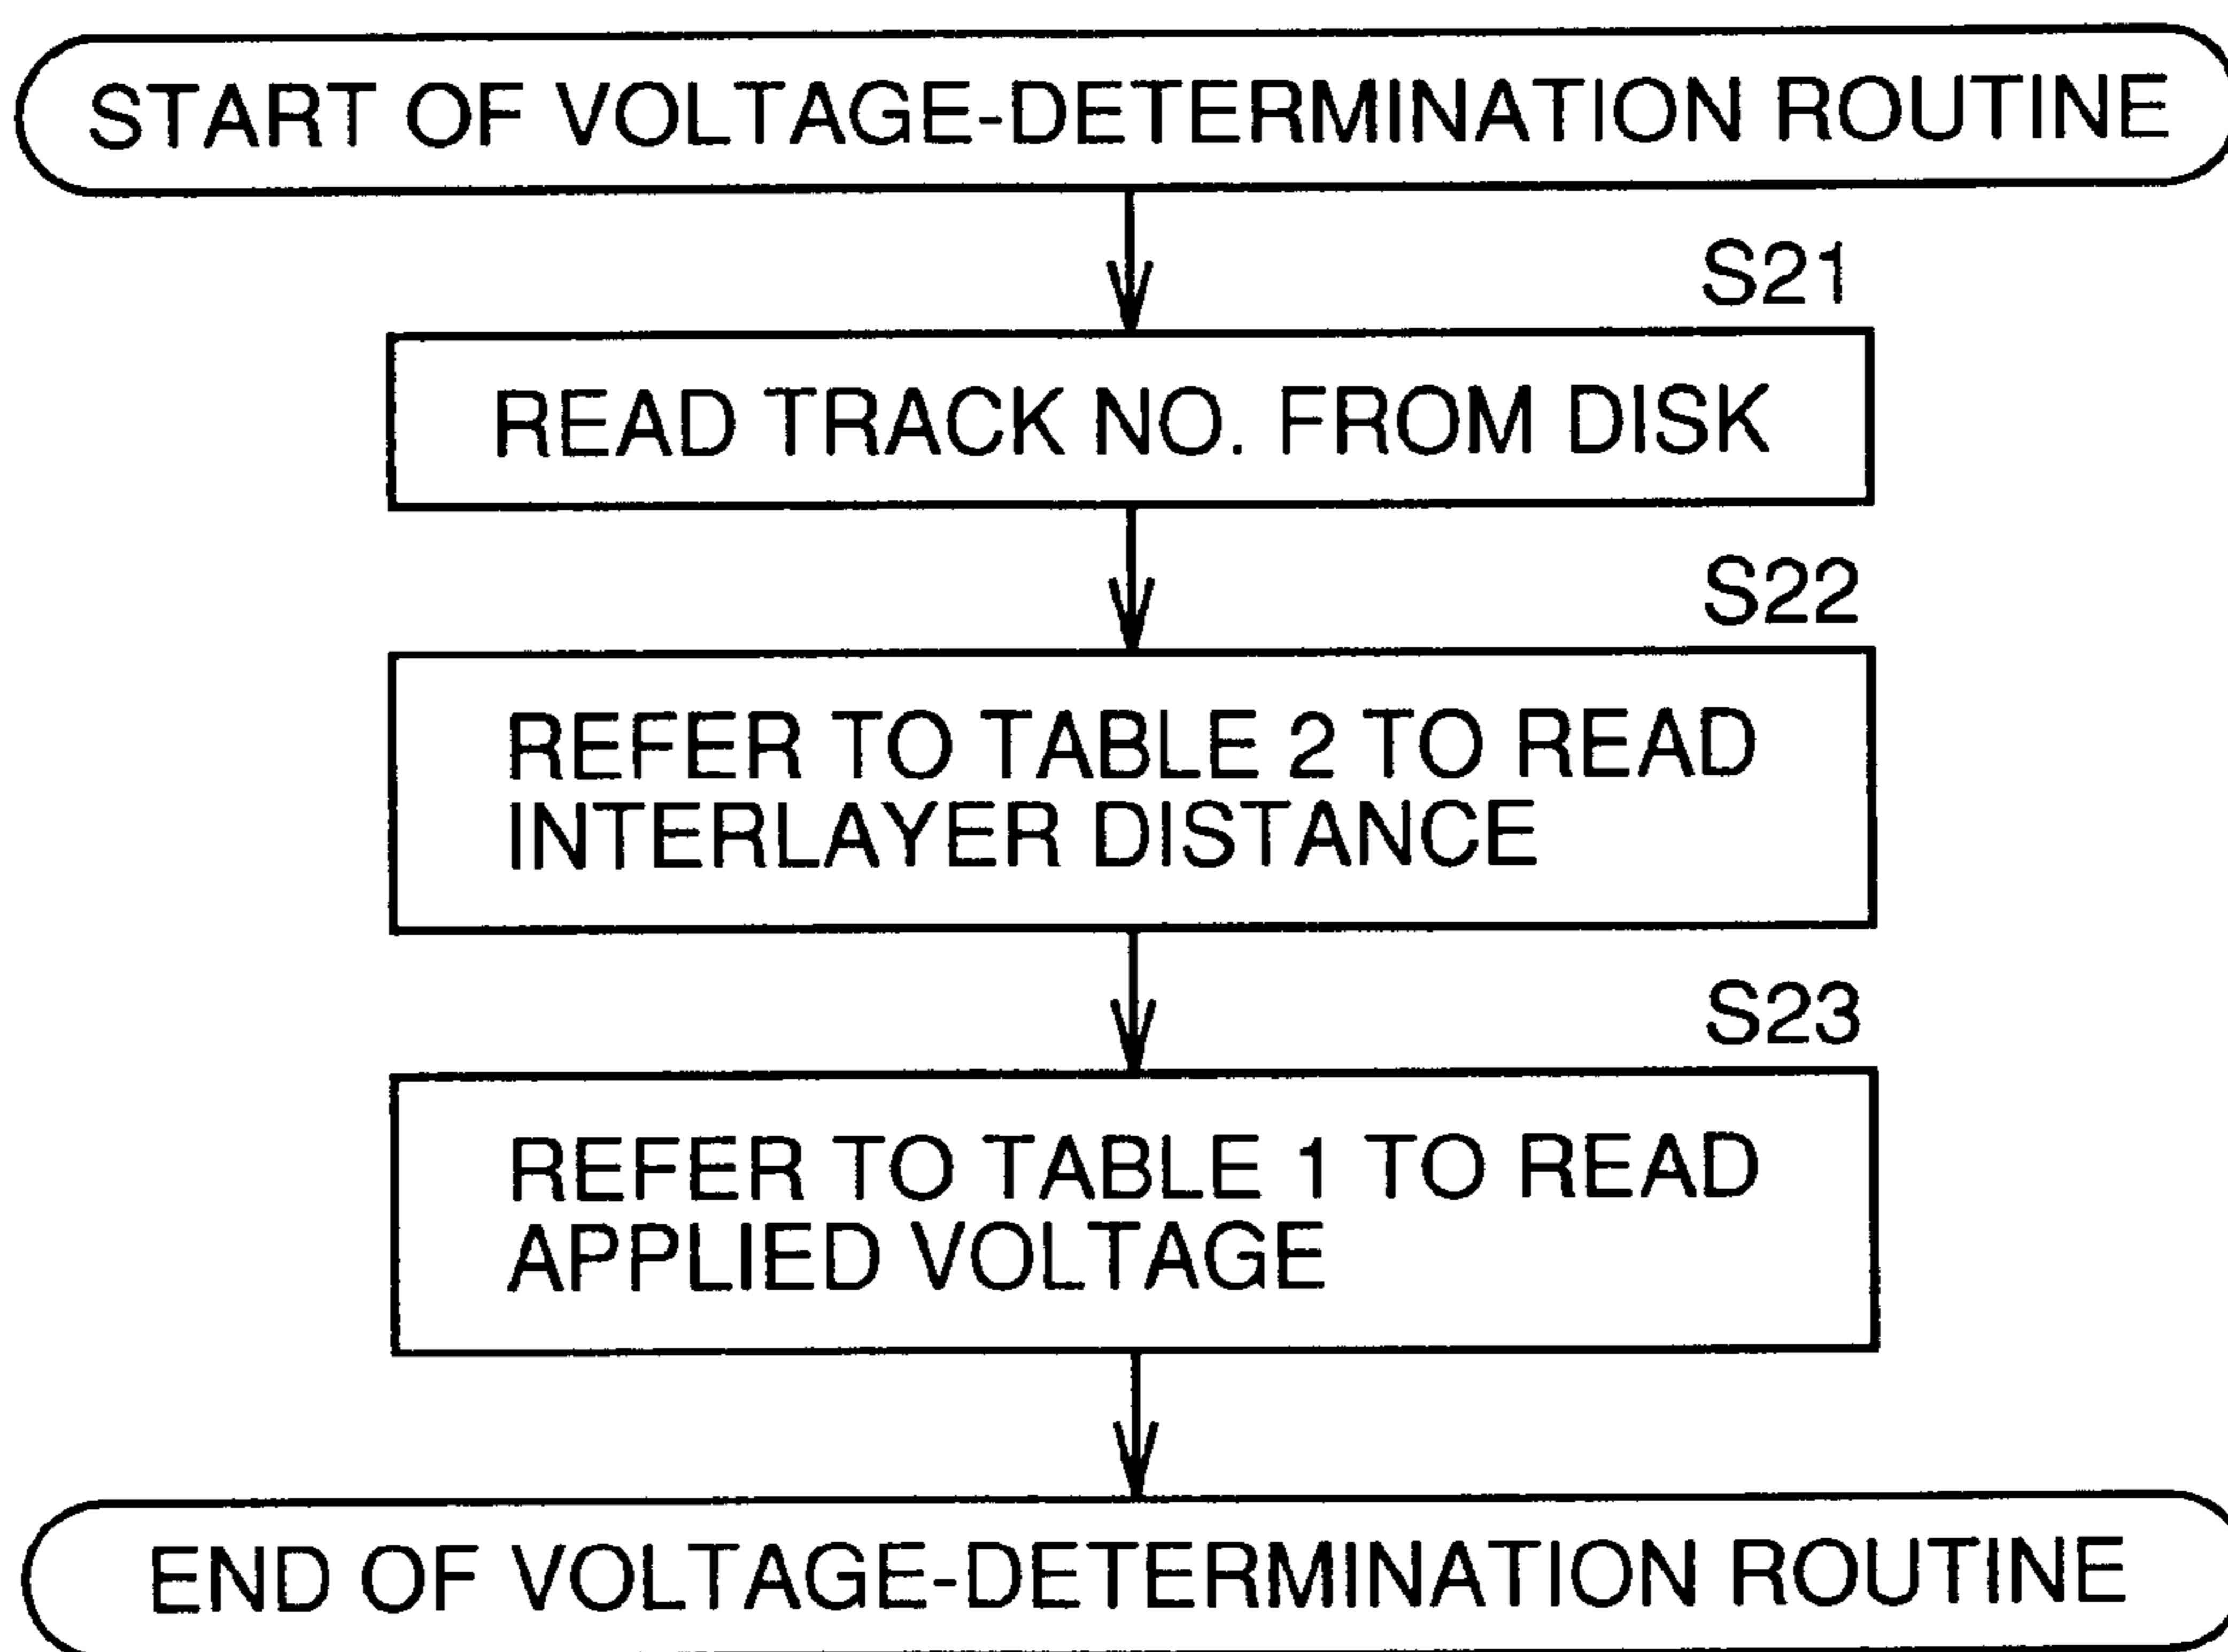 START OF VOLTAGE-DETERMINATION ROUTINE
S21
READ TRACK NO. FROM DISK
S22
REFER TO TABLE 2 TO READ
INTERLAYER DISTANCE
S23
REFER TO TABLE 1 TO READ
APPLIED VOLTAGE
END OF VOLTAGE-DETERMINATION ROUTINE